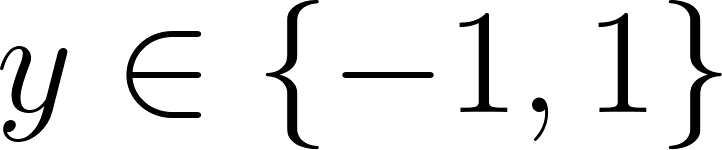 y ∈ {−1, 1}